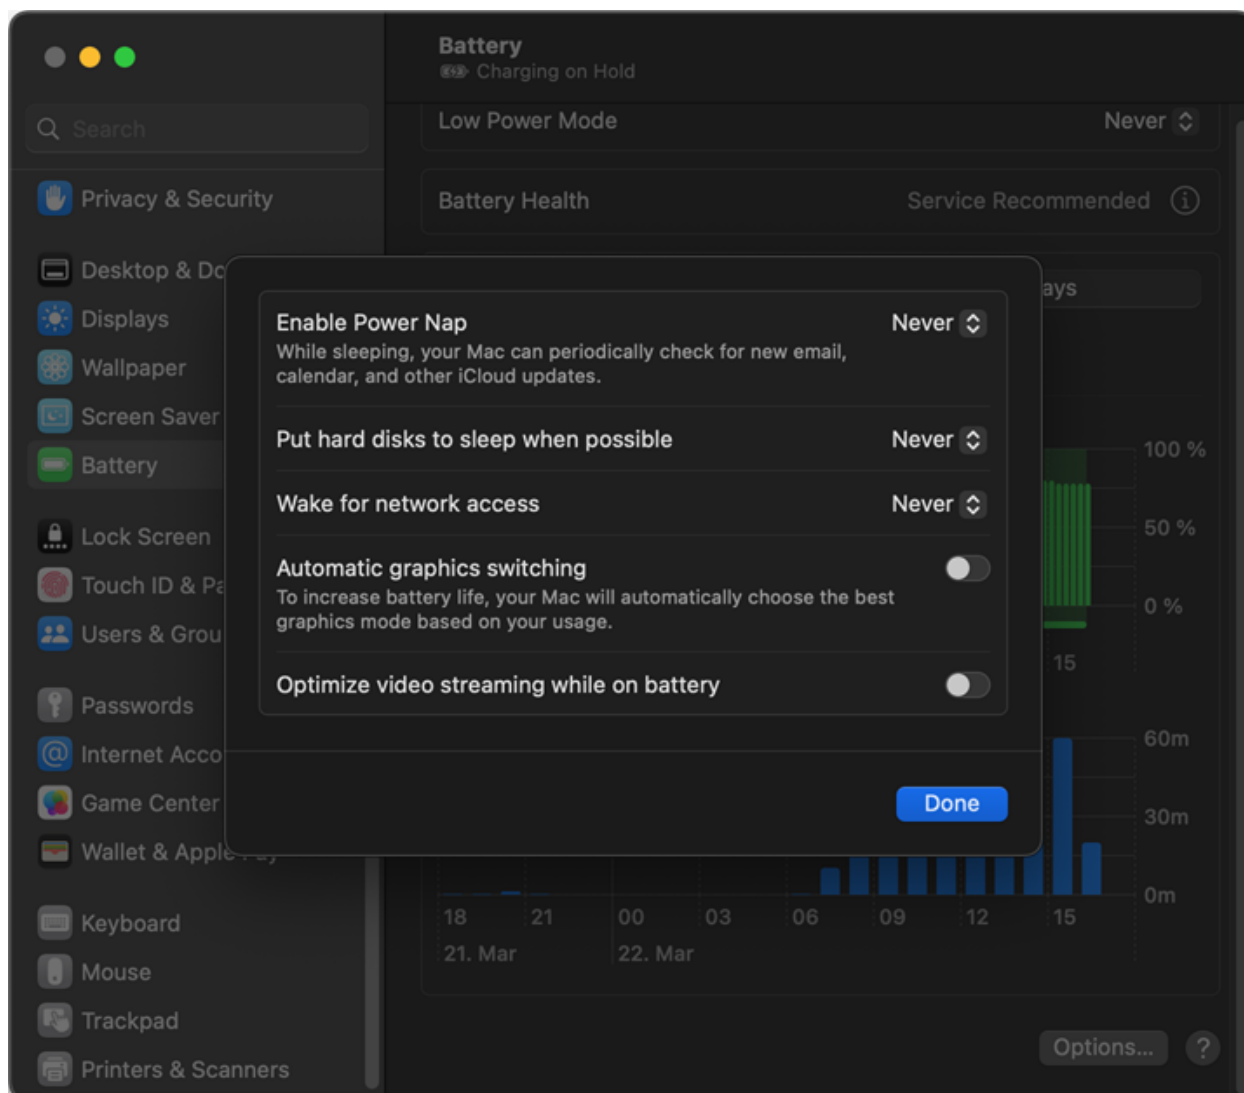 Battery
Charging on Hold
Search
Privacy & Security
Desktop & Do
Displays
Wallpaper
Screen Saver
Battery
Lock Screen
Touch ID & Pa
Users & Grou
Passwords
Internet Acco
Game Center
Wallet & Apple Pay
Keyboard
Mouse
Trackpad
Printers & Scanners
Low Power Mode Never
Battery Health Service Recommended
ays
Enable Power Nap Never
While sleeping, your Mac can periodically check for new email,
calendar, and other iCloud updates.
Put hard disks to sleep when possible Never
Wake for network access Never
Automatic graphics switching
To increase battery life, your Mac will automatically choose the best
graphics mode based on your usage.
Optimize video streaming while on battery
Done
100 %
50 %
0 %
15
60m
30m
0m
18 21 00 03 06 09 12 15
21. Mar 22. Mar
Options... ?